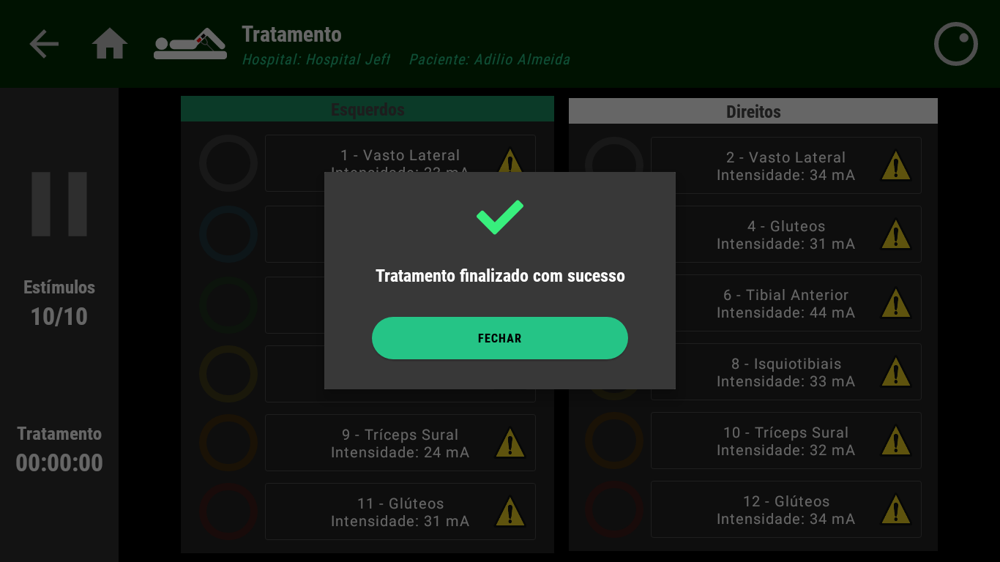 Tratamento
Hospital: Hospital Jeff Paciente: Adilio Almeida
Estímulos
10/10
Tratamento
00:00:00
Esquerdos
1 - Vasto Lateral
Intensidade: 23 mA
9 - Tríceps Sural
Intensidade: 24 mA
11 - Glúteos
Intensidade: 31 mA
Direitos
2 - Vasto Lateral
Intensidade: 34 mA
4 - Gluteos
Intensidade: 31 mA
6 - Tibial Anterior
Intensidade: 44 mA
8 - Isquiotibiais
Intensidade: 33 mA
10 - Tríceps Sural
Intensidade: 32 mA
12 - Glúteos
Intensidade: 34 mA
Tratamento finalizado com sucesso
FECHAR